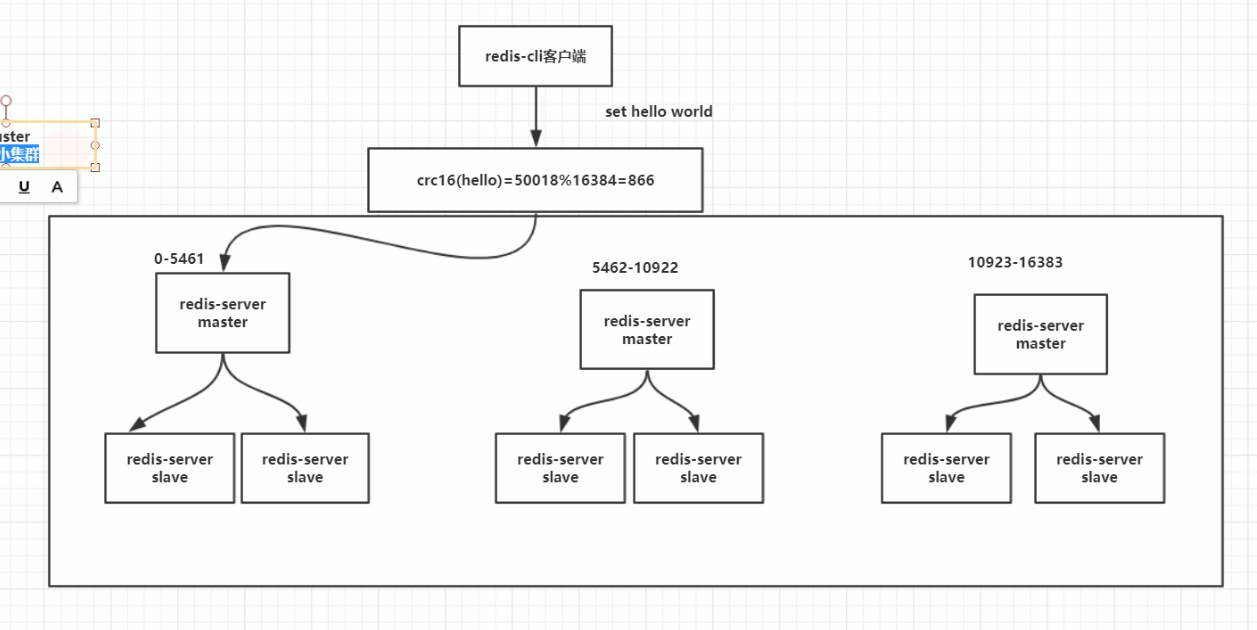 redis-cli客户端
set hello world
crc16(hello)=50018%16384=866
小集群
U A
0-5461
5462-10922
10923-16383
redis-server
master
redis-server
master
redis-server
master
redis-server
slave
redis-server
slave
redis-server
slave
redis-server
slave
redis-server
slave
redis-server
slave